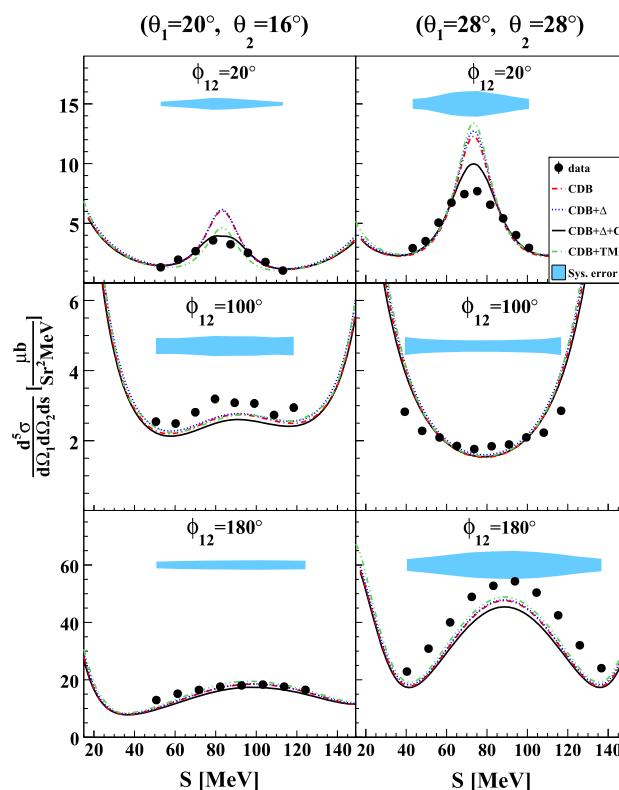 (θ₁=20°, θ₂=16°)
(θ₁=28°, θ₂=28°)
ϕ₁₂=20°
15
10
5
ϕ₁₂=20°
data
CDB
CDB+Δ
CDB+Δ+C
CDB+TM
Sys. error
ϕ₁₂=100°
6
4
2
ϕ₁₂=100°
d⁵σ/dΩ₁dΩ₂ds [μb/Sr²MeV]
ϕ₁₂=180°
60
40
20
0
ϕ₁₂=180°
20 40 60 80 100 120 140
20 40 60 80 100 120 140
S [MeV]
S [MeV]